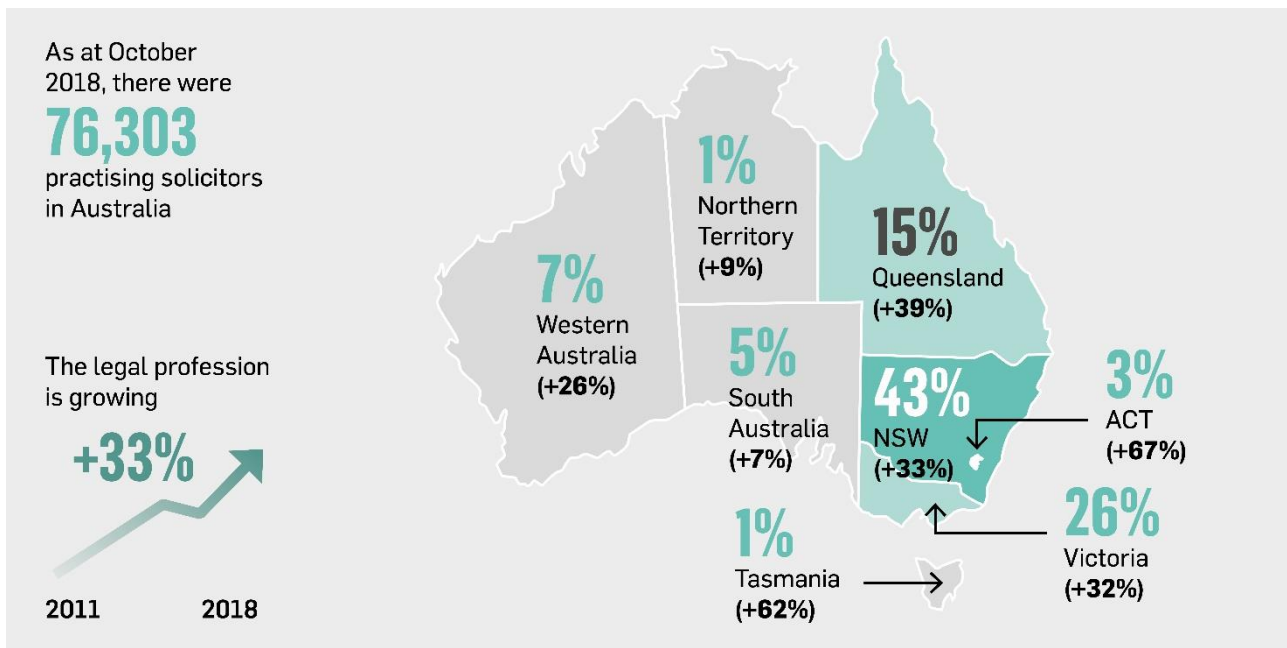 As at October
2018, there were
76,303
practising solicitors
in Australia
The legal profession
is growing
+33%
2011
2018
7%
Western
Australia
(+26%)
1%
Northern
Territory
(+9%)
5%
South
Australia
(+7%)
15%
Queensland
(+39%)
43%
NSW
(+33%)
3%
ACT
(+67%)
26%
Victoria
(+32%)
1%
Tasmania
(+62%)